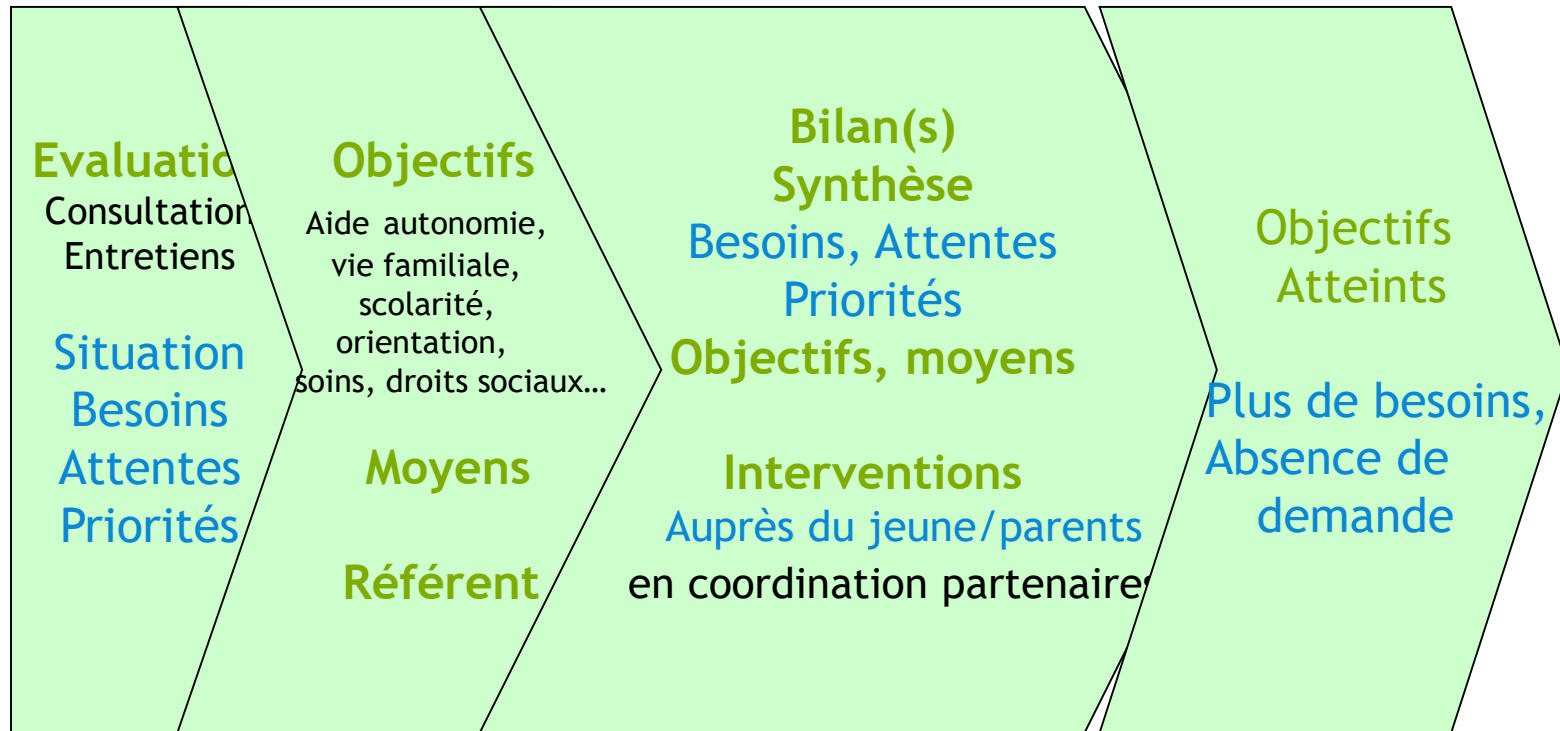 Evaluatio
Consultation
Entretiens
Situation
Besoins
Attentes
Priorités
Objectifs
Aide autonomie,
vie familiale,
scolarité,
orientation,
soins, droits sociaux…
Moyens
Référent
Bilan(s)
Synthèse
Besoins, Attentes
Priorités
Objectifs, moyens
Interventions
Auprès du jeune/parents
en coordination partenaires
Objectifs
Atteints
Plus de besoins,
Absence de
demande